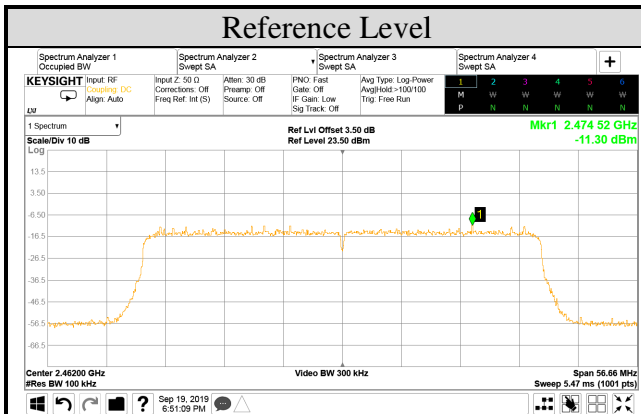 Reference Level
Spectrum Analyzer 1
Occupied BW
Spectrum Analyzer 2
Swept SA
Spectrum Analyzer 3
Swept SA
Spectrum Analyzer 4
Swept SA
KEYSIGHT
Input: RF
Coupling: DC
Align: Auto
Input Z: 50 Ω
Corrections: Off
Freq Ref: Int (S)
Atten: 30 dB
Preamp: Off
Source: Off
PNO: Fast
Gate: Off
IF Gain: Low
Sig Track: Off
Avg Type: Log-Power
Avg|Hold:>100/100
Trig: Free Run
1 2 3 4 5 6
M W W W W W
P N N N N N
LXI
1 Spectrum
Scale/Div 10 dB
Ref Lvl Offset 3.50 dB
Ref Level 23.50 dBm
Mkr1 2.474 52 GHz
-11.30 dBm
Log
13.5
3.50
-6.50
1
-16.5
-26.5
-36.5
-46.5
-56.5
-66.5
Center 2.46200 GHz
#Res BW 100 kHz
Video BW 300 kHz
Span 56.66 MHz
Sweep 5.47 ms (1001 pts)
Sep 19, 2019
6:51:09 PM